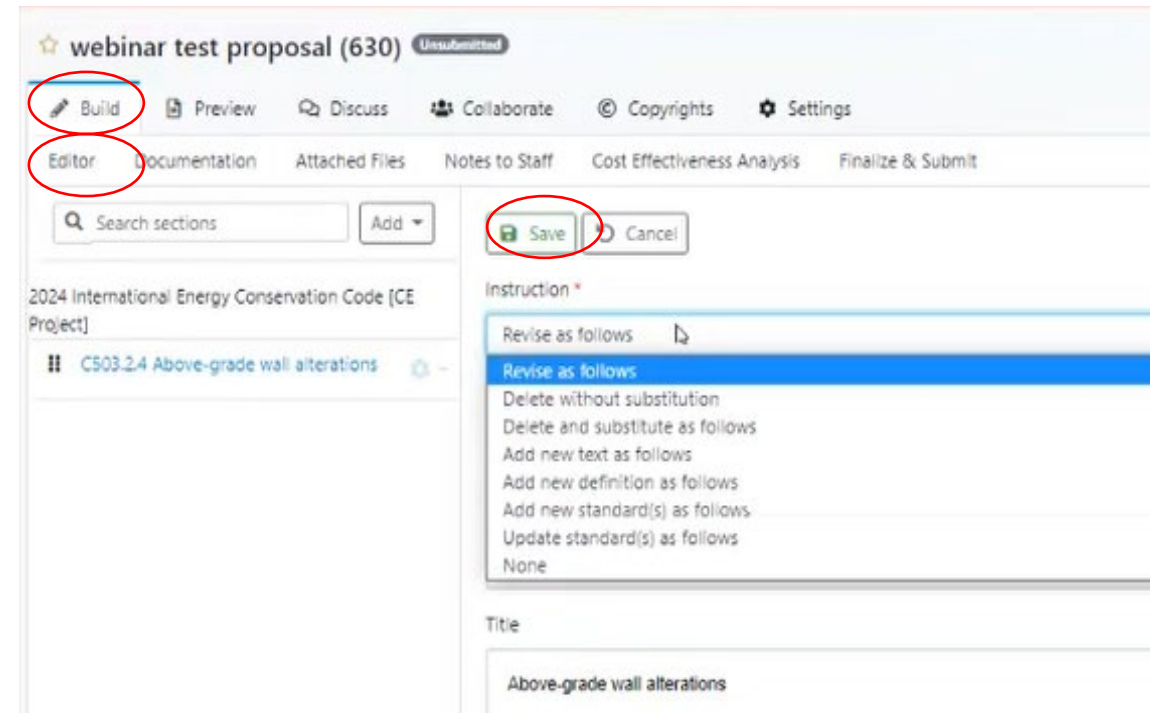 webinar test proposal (630) Unsubmitted
Build Preview Discuss Collaborate © Copyrights Settings
Editor Documentation Attached Files Notes to Staff Cost Effectiveness Analysis Finalize & Submit
Search sections Add
Save Cancel
2024 International Energy Conservation Code [CE
Project]
C503.2.4 Above-grade wall alterations
Instruction *
Revise as follows
Revise as follows
Delete without substitution
Delete and substitute as follows
Add new text as follows
Add new definition as follows
Add new standard(s) as follows
Update standard(s) as follows
None
Title
Above-grade wall alterations